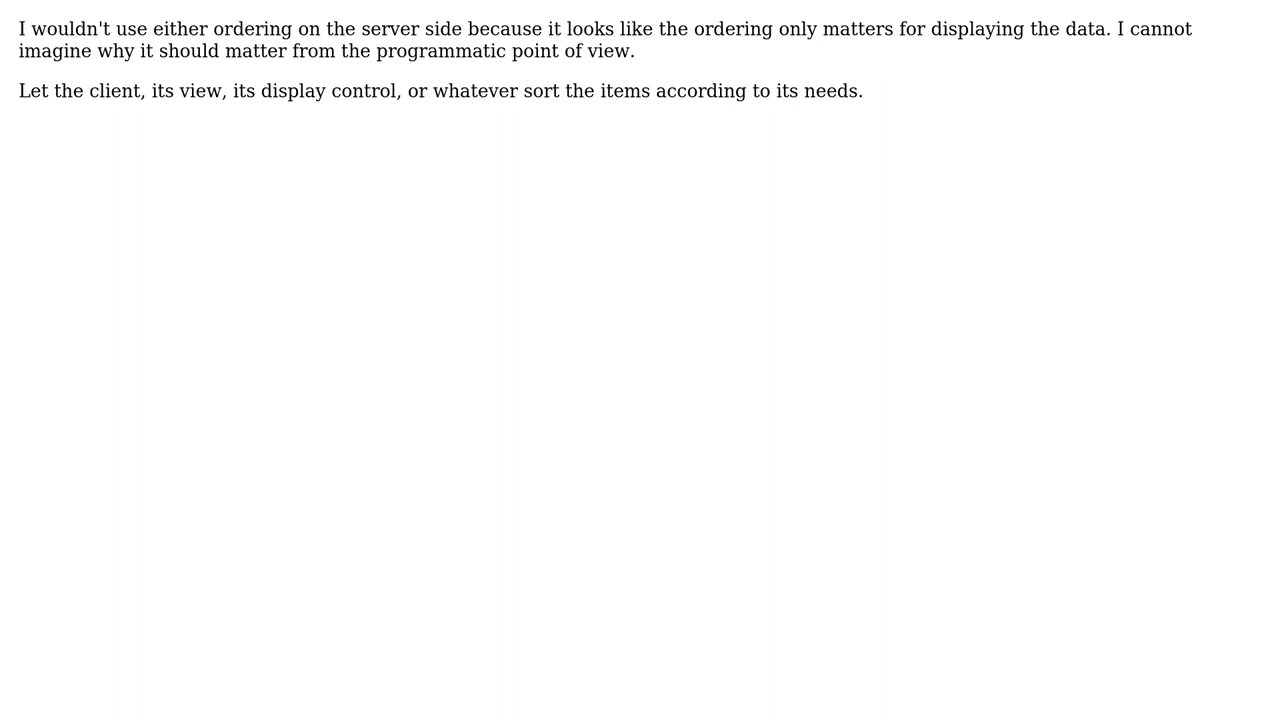 I wouldn't use either ordering on the server side because it looks like the ordering only matters for displaying the data. I cannot
imagine why it should matter from the programmatic point of view.
Let the client, its view, its display control, or whatever sort the items according to its needs.